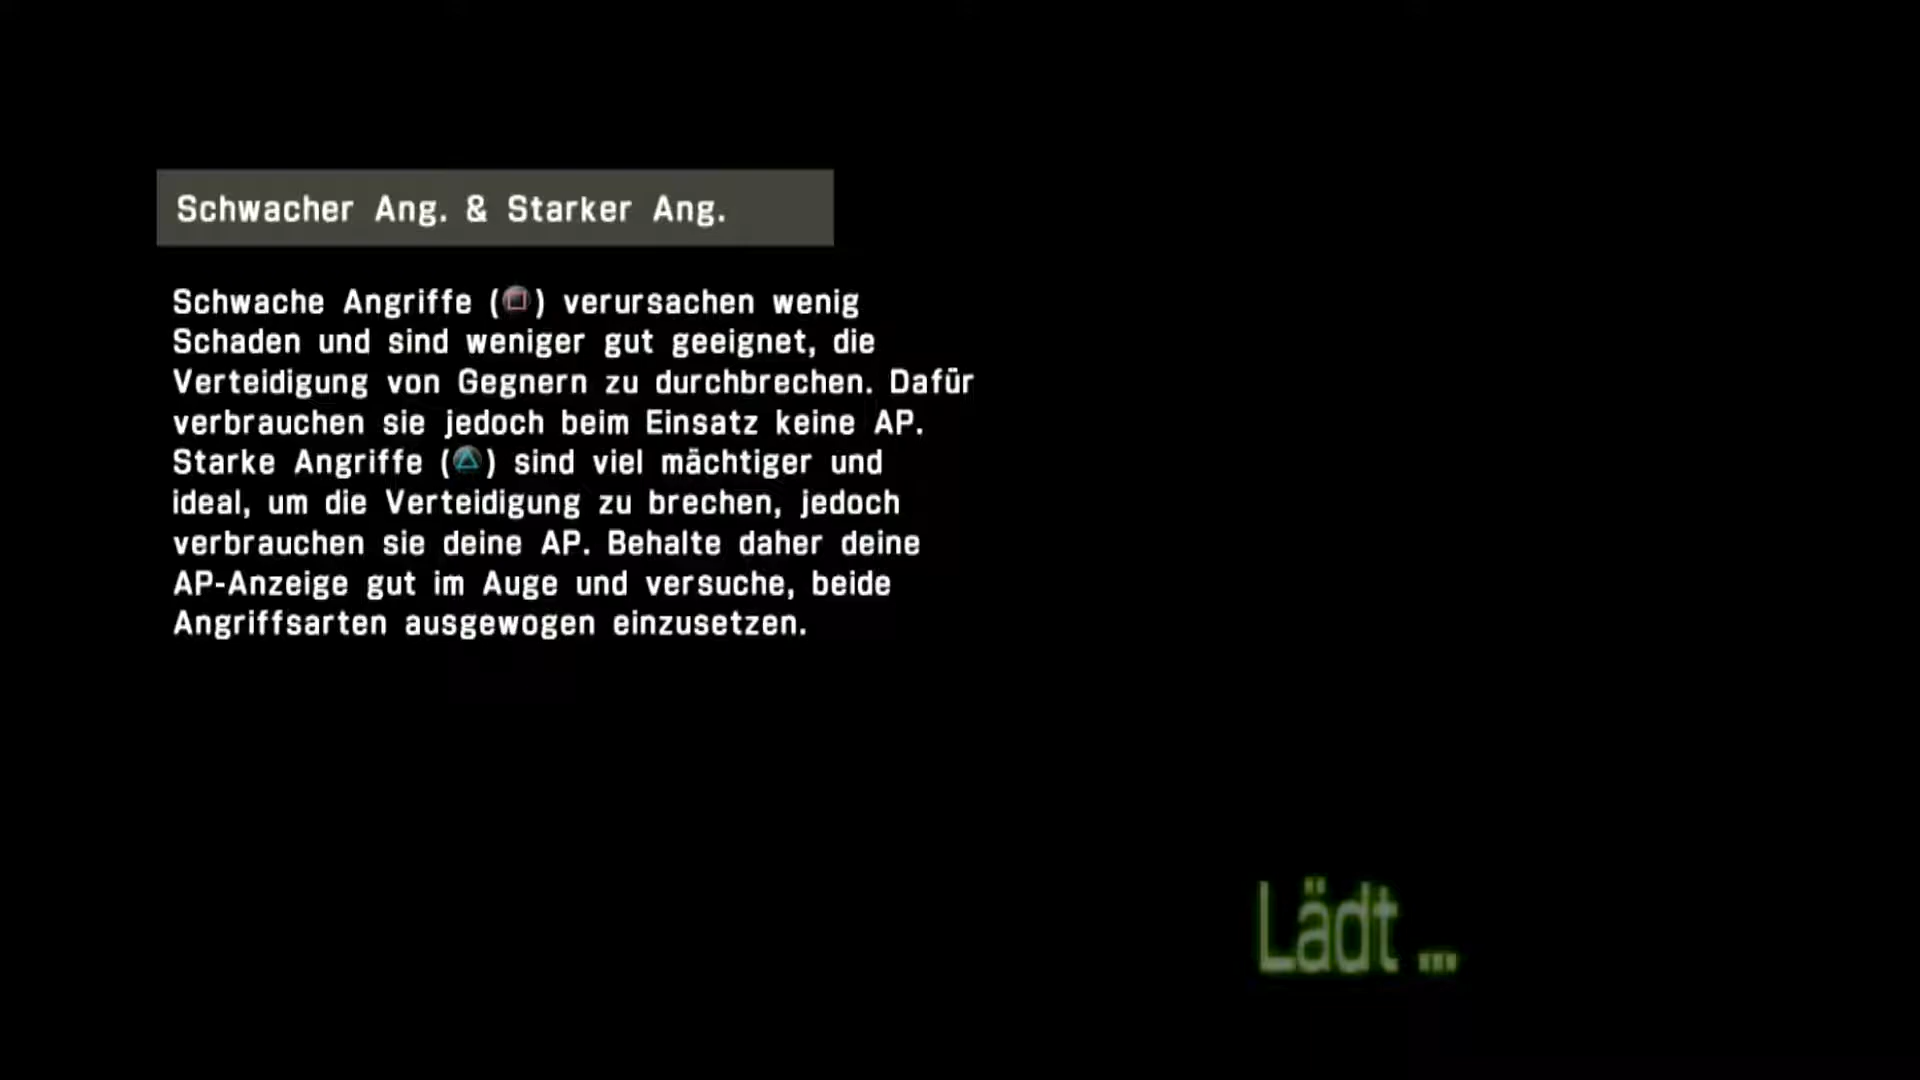 Schwacher Ang. & Starker Ang.
Schwache Angriffe (□) verursachen wenig
Schaden und sind weniger gut geeignet, die
Verteidigung von Gegnern zu durchbrechen. Dafür
verbrauchen sie jedoch beim Einsatz keine AP.
Starke Angriffe (△) sind viel mächtiger und
ideal, um die Verteidigung zu brechen, jedoch
verbrauchen sie deine AP. Behalte daher deine
AP-Anzeige gut im Auge und versuche, beide
Angriffsarten ausgewogen einzusetzen.
Lädt ...